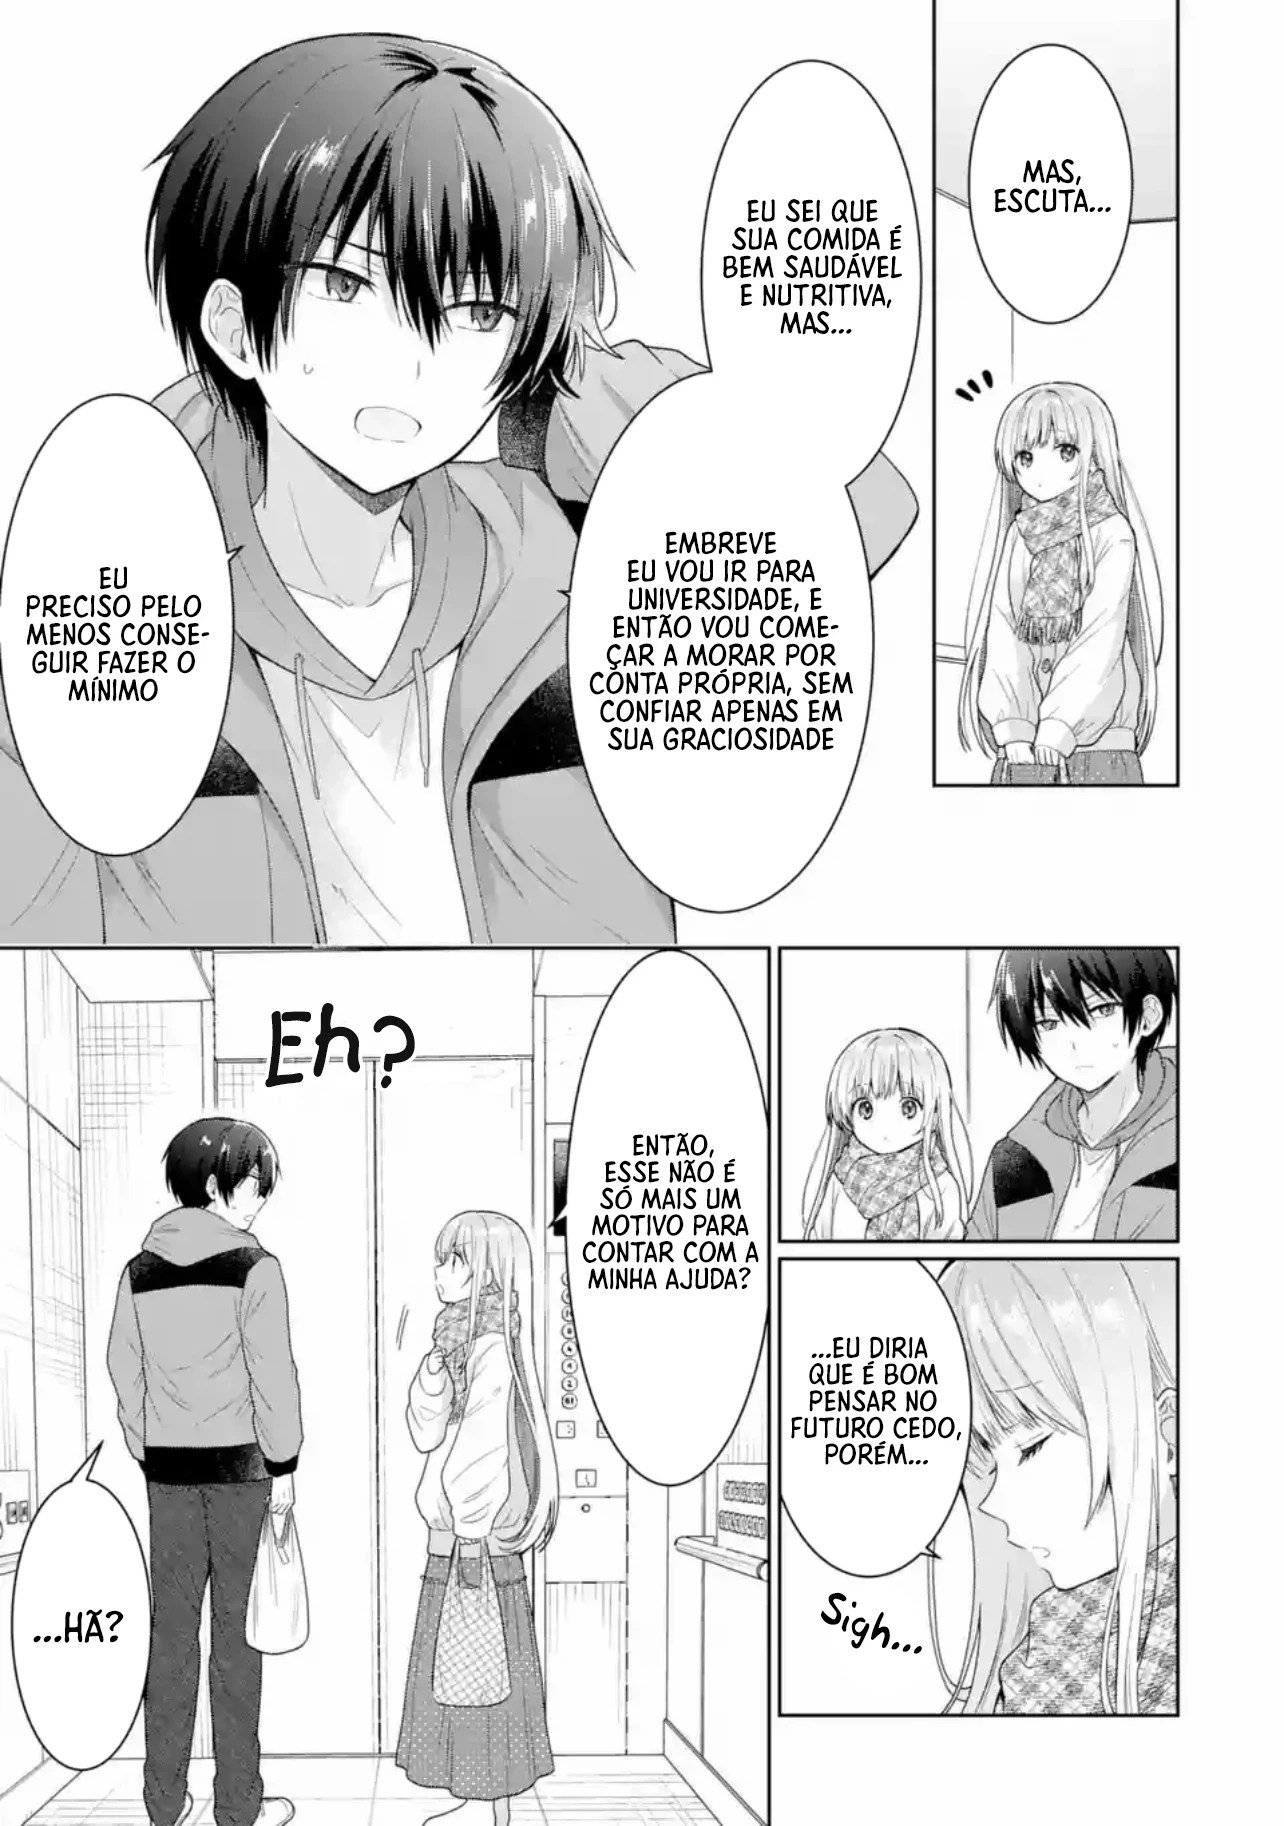 MAS,
ESCUTA...
EU SEI QUE
SUA COMIDA É
BEM SAUDÁVEL
E NUTRITIVA,
MAS...
EMBREVE
EU VOU IR PARA
UNIVERSIDADE, E
ENTÃO VOU COME-
ÇAR A MORAR POR
CONTA PRÓPRIA, SEM
CONFIAR APENAS EM
SUA GRACIOSIDADE
EU
PRECISO PELO
MENOS CONSE-
GUIR FAZER O
MÍNIMO
...EU DIRIA
QUE É BOM
PENSAR NO
FUTURO CEDO,
PORÉM...
Sigh...
ENTÃO,
ESSE NÃO É
SÓ MAIS UM
MOTIVO PARA
CONTAR COM A
MINHA AJUDA?
Eh?
...HÃ?